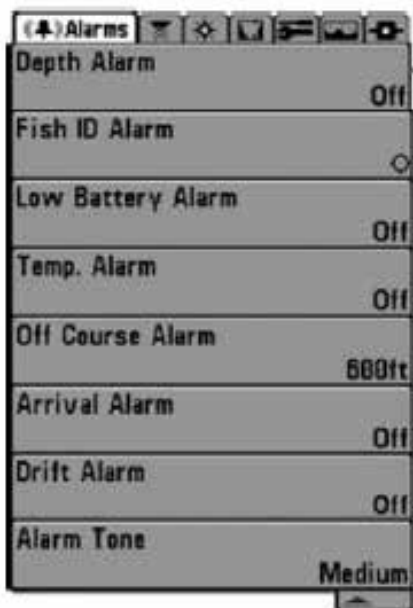 Alarms
Depth Alarm
Off
Fish ID Alarm
Low Battery Alarm
Off
Temp. Alarm
Off
Off Course Alarm
600ft
Arrival Alarm
Off
Drift Alarm
Off
Alarm Tone
Medium